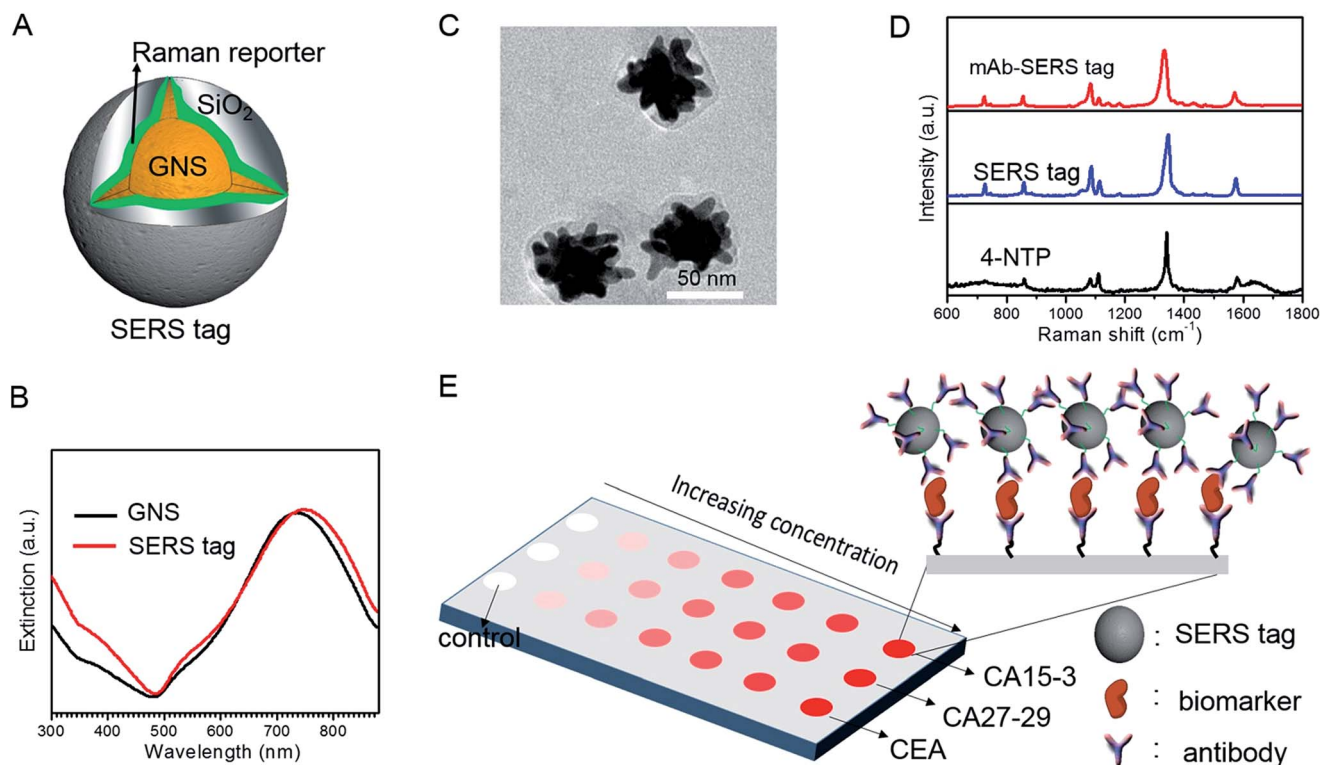 A
Raman reporter
SiO₂
GNS
SERS tag
B
Extinction (a.u.)
GNS
SERS tag
300 400 500 600 700 800
Wavelength (nm)
C
50 nm
D
Intensity (a.u.)
mAb-SERS tag
SERS tag
4-NTP
600 800 1000 1200 1400 1600 1800
Raman shift (cm⁻¹)
E
Increasing concentration
control
CA15-3
CA27-29
CEA
: SERS tag
: biomarker
: antibody